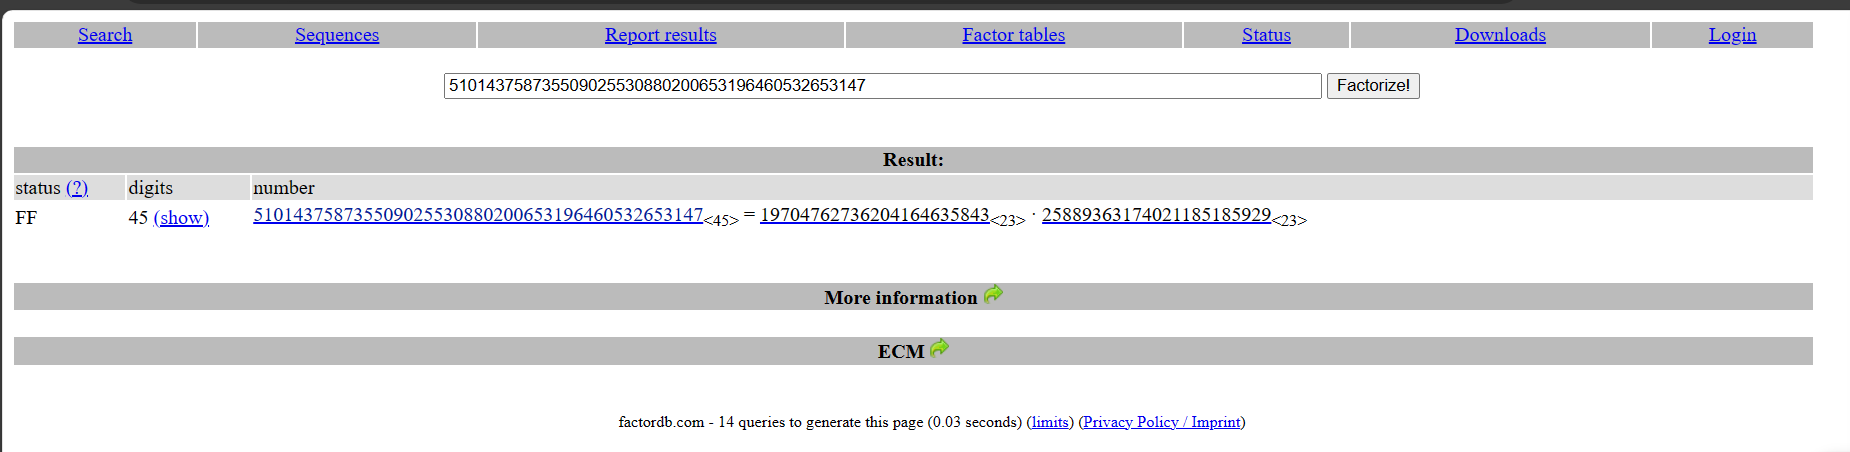 Search Sequences Report results Factor tables Status Downloads Login
510143758735509025530880200653196460532653147 Factorize!
Result:
status (?) digits number
FF 45 (show) 510143758735509025530880200653196460532653147<45> = 19704762736204164635843<23> · 25889363174021185185929<23>
More information
ECM
factordb.com - 14 queries to generate this page (0.03 seconds) (limits) (Privacy Policy / Imprint)